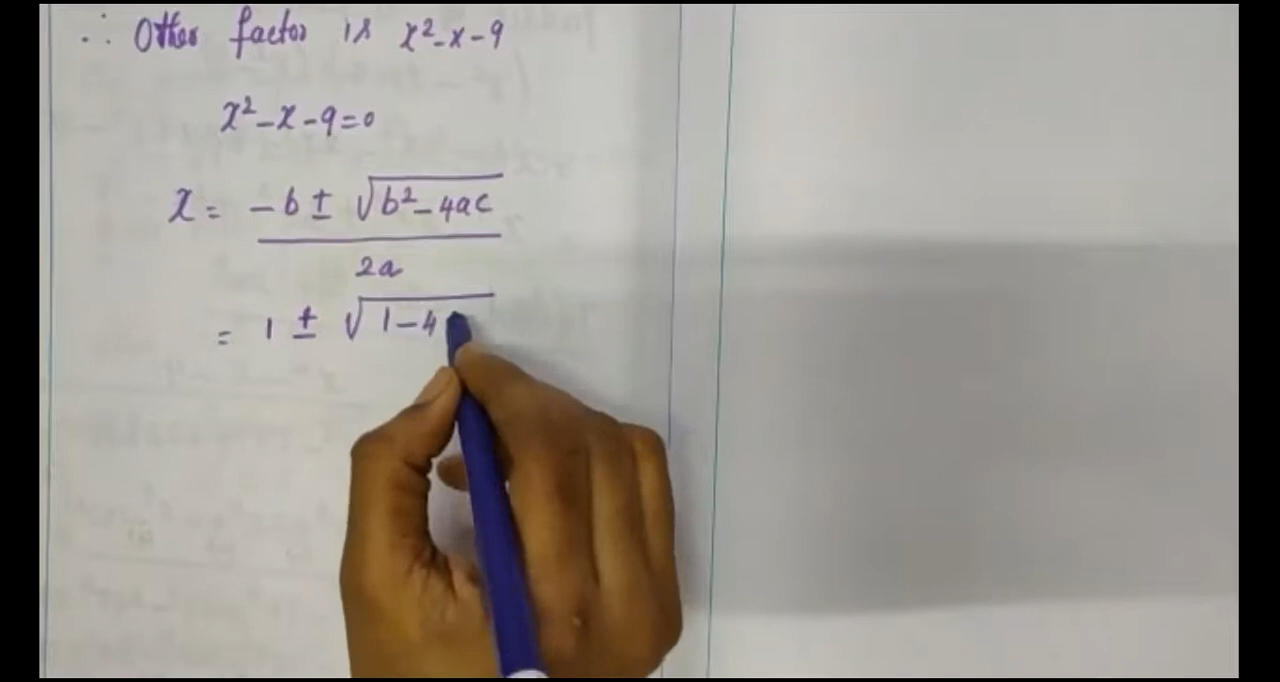 ∴ Other factor is x²-x-9
x²-x-9=0
x = -b ± √b²-4ac
2a
= 1 ± √1-4